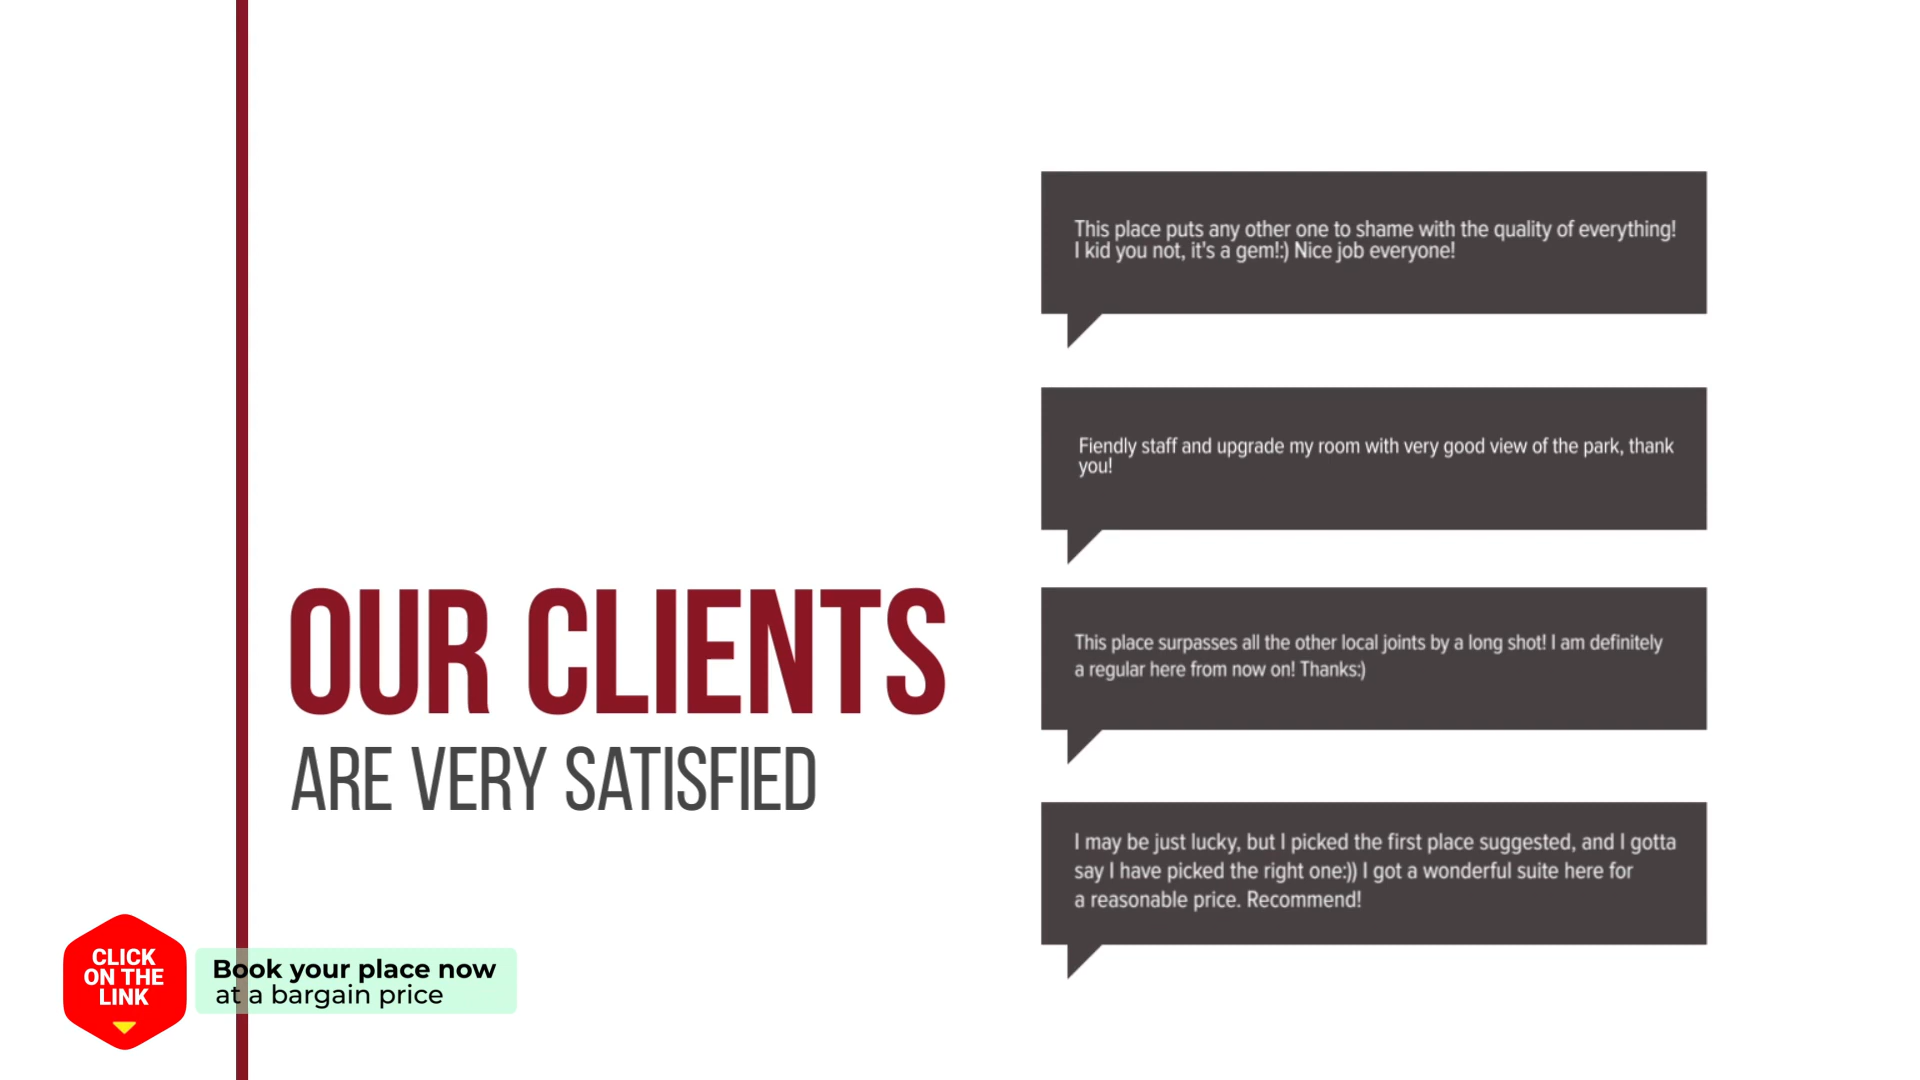 This place puts any other one to shame with the quality of everything!
I kid you not, it's a gem!:) Nice job everyone!
Fiendly staff and upgrade my room with very good view of the park, thank
you!
OUR CLIENTS
ARE VERY SATISFIED
This place surpasses all the other local joints by a long shot! I am definitely
a regular here from now on! Thanks:)
I may be just lucky, but I picked the first place suggested, and I gotta
say I have picked the right one:)) I got a wonderful suite here for
a reasonable price. Recommend!
CLICK
ON THE
LINK
Book your place now
at a bargain price